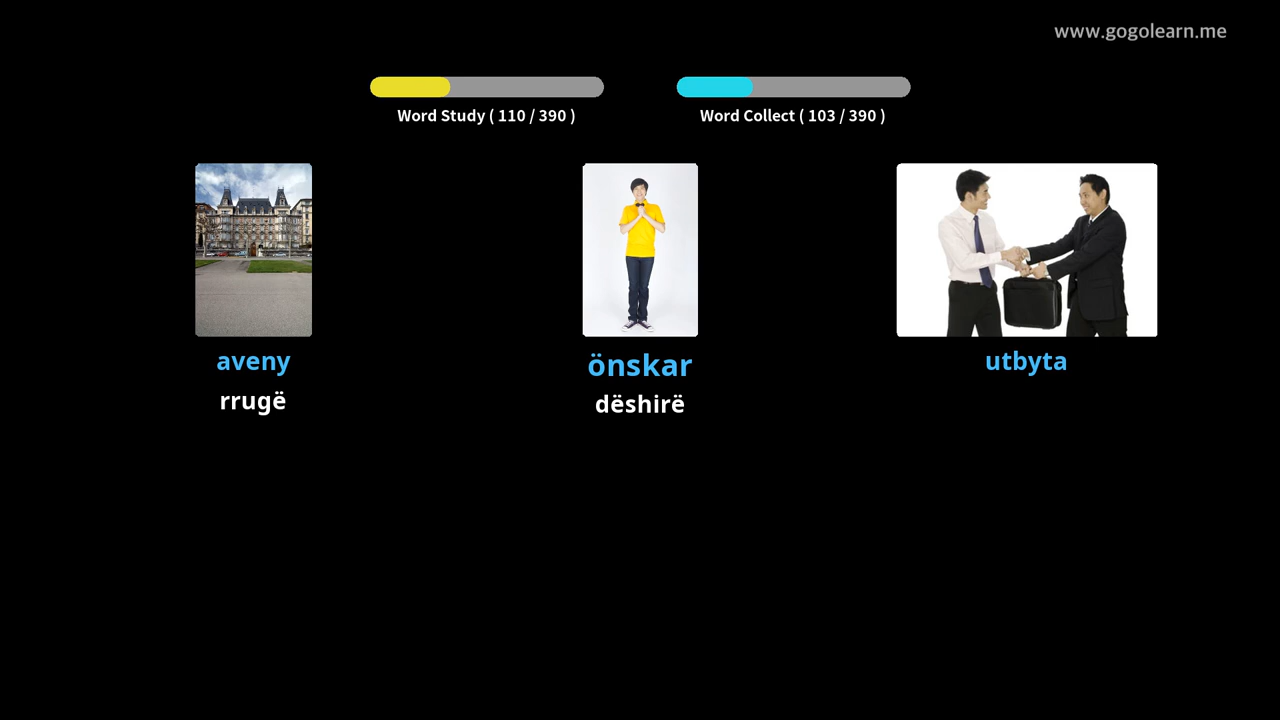 www.gogolearn.me
Word Study ( 110 / 390 )
Word Collect ( 103 / 390 )
aveny
önskar
utbyta
rrugë
dëshirë